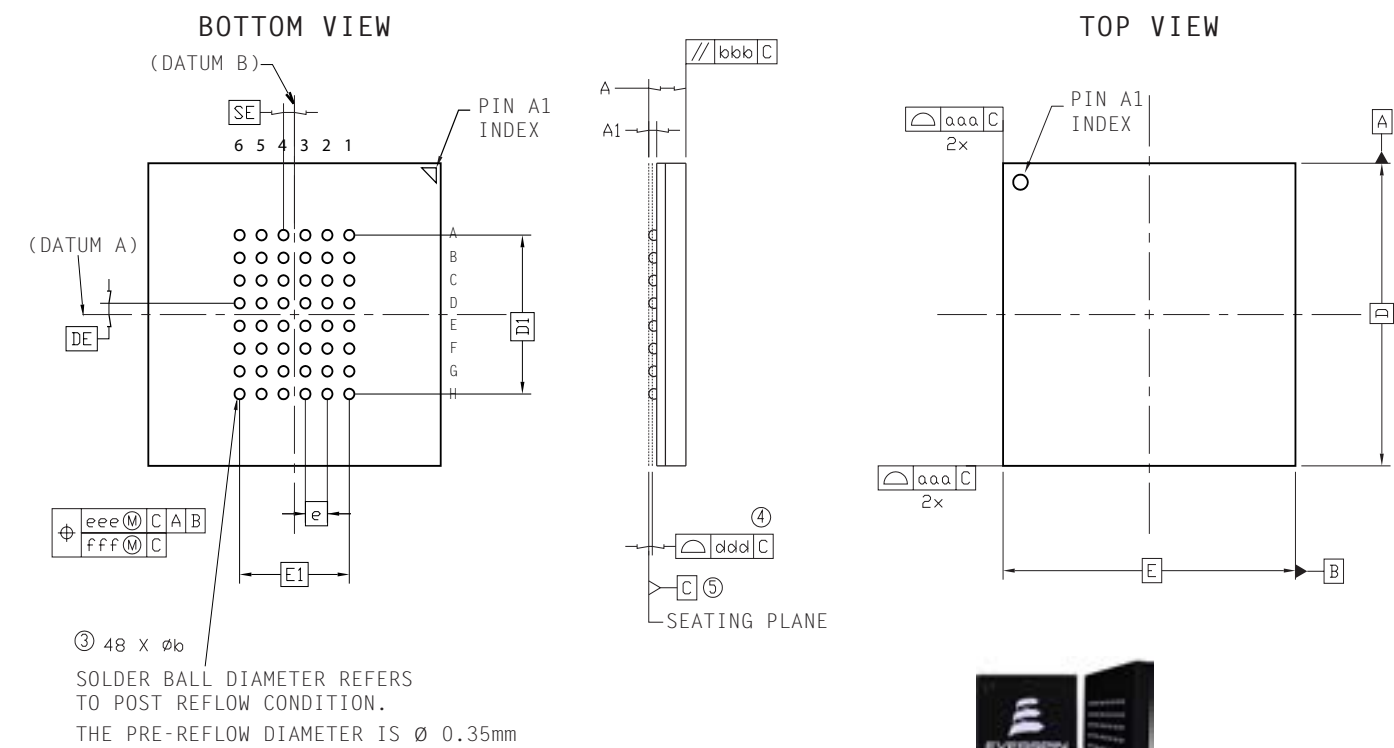 BOTTOM VIEW
TOP VIEW
(DATUM B)
// bbb C
SE
PIN A1
INDEX
A
A1
aaa C
2x
PIN A1
INDEX
A
6 5 4 3 2 1
(DATUM A)
A
B
C
D
E
F
G
H
DE
D1
D
eee Ⓜ C A B
fff Ⓜ C
e
E1
④
ddd C
C ⑤
SEATING PLANE
aaa C
2x
E
B
③ 48 X Øb
SOLDER BALL DIAMETER REFERS
TO POST REFLOW CONDITION.
THE PRE-REFLOW DIAMETER IS Ø 0.35mm
EVERSPIN